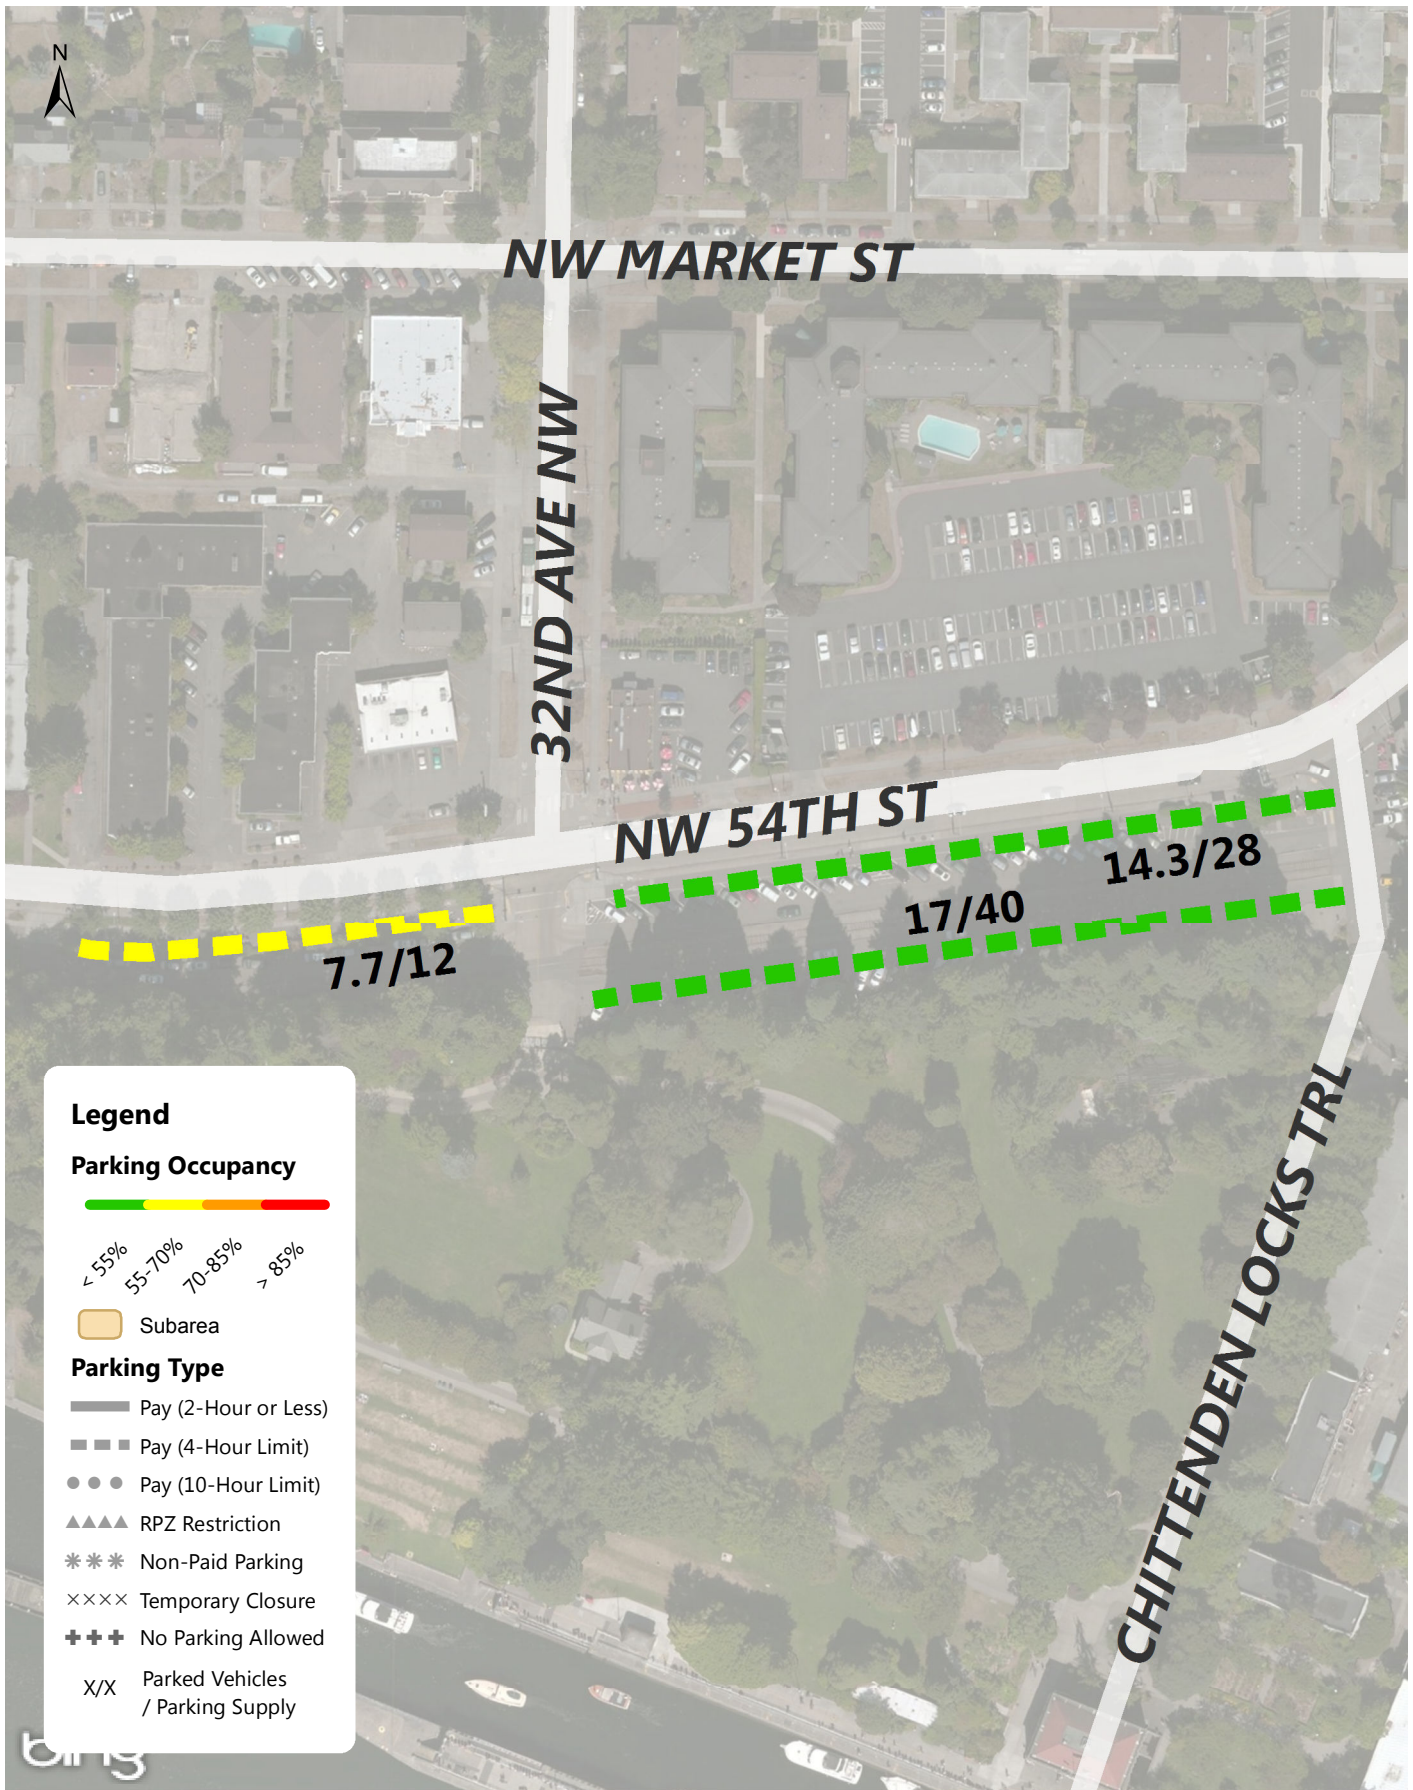 N
NW MARKET ST
32ND AVE NW
NW 54TH ST
14.3/28
17/40
7.7/12
CHITTENDEN LOCKS TRL
Legend
Parking Occupancy
< 55%
55-70%
70-85%
> 85%
Subarea
Parking Type
Pay (2-Hour or Less)
Pay (4-Hour Limit)
Pay (10-Hour Limit)
RPZ Restriction
Non-Paid Parking
Temporary Closure
No Parking Allowed
X/X Parked Vehicles
/ Parking Supply
bing